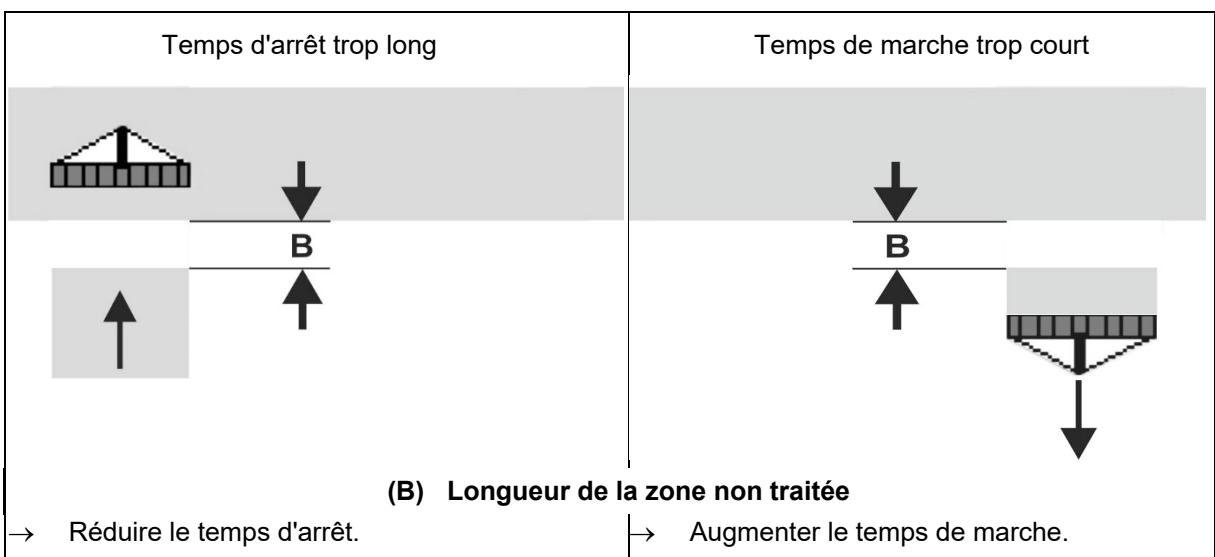 Temps d'arrêt trop long
Temps de marche trop court
B
B
(B) Longueur de la zone non traitée
→ Réduire le temps d'arrêt.
→ Augmenter le temps de marche.